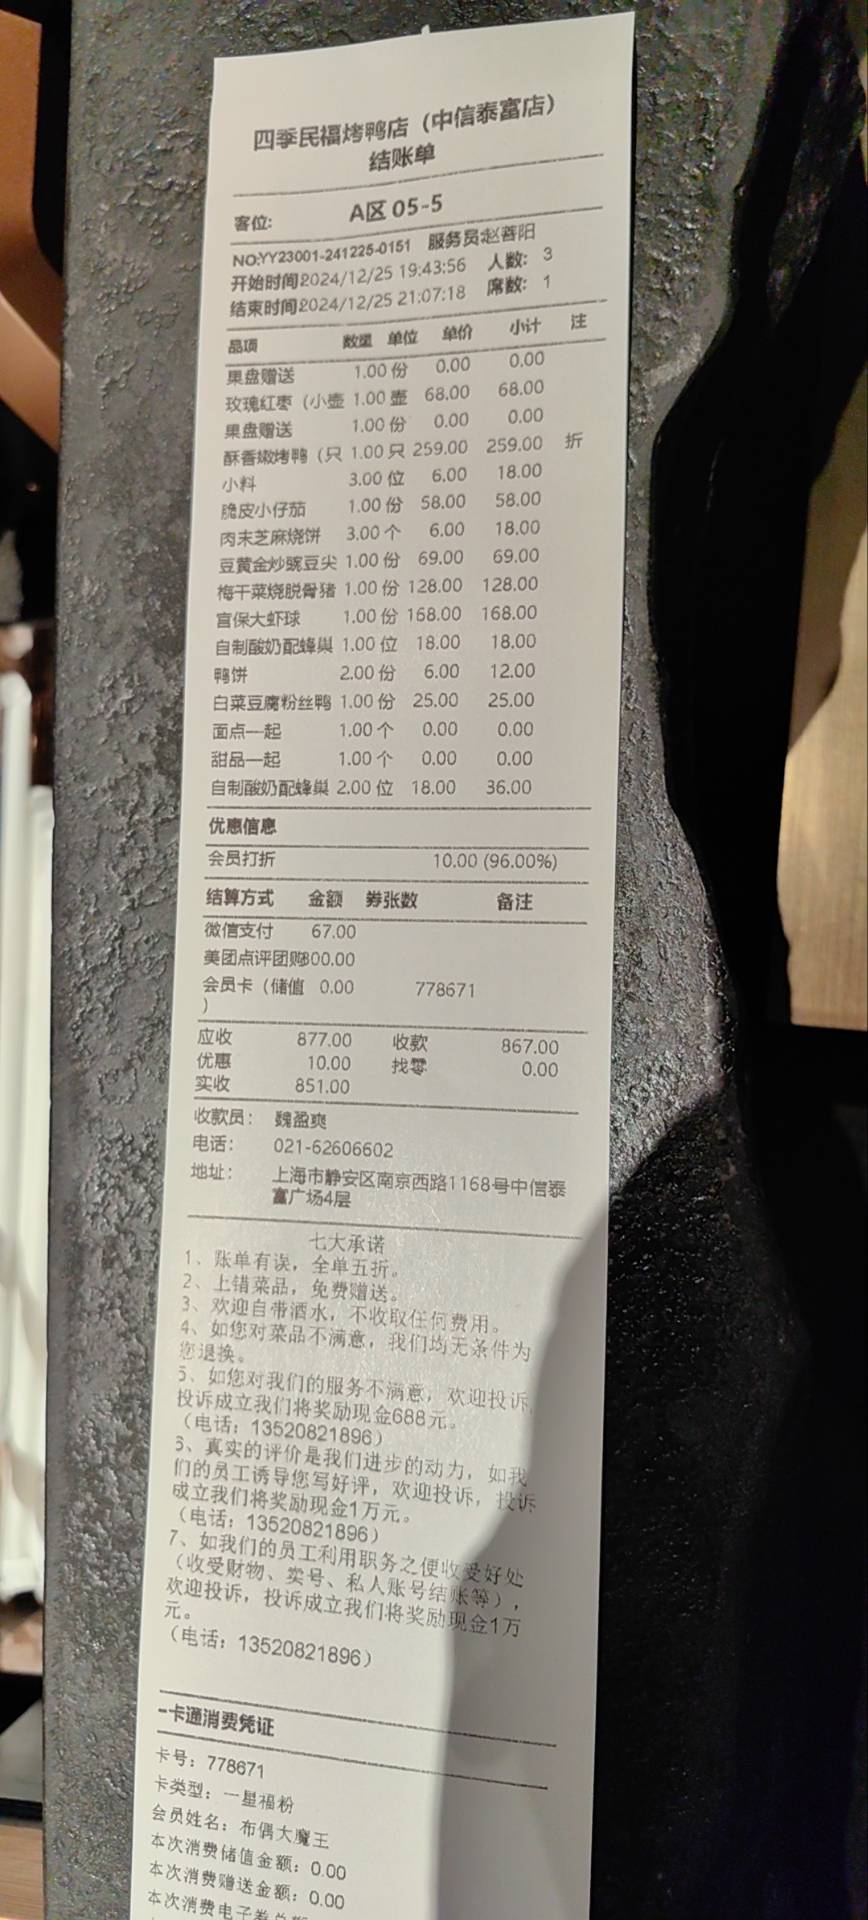 四季民福烤鸭店（中信泰富店）
结账单
客位: A区 05-5
NO:YY23001-241225-0151 服务员:赵蓉阳
开始时间2024/12/25 19:43:56 人数: 3
结束时间2024/12/25 21:07:18 席数: 1
品项 数量 单位 单价 小计 注
果盘赠送 1.00 份 0.00 0.00
玫瑰红枣（小壶 1.00 壶 68.00 68.00
果盘赠送 1.00 份 0.00 0.00
酥香嫩烤鸭（只 1.00 只 259.00 259.00 折
小料 3.00 位 6.00 18.00
脆皮小仔茄 1.00 份 58.00 58.00
肉末芝麻烧饼 3.00 个 6.00 18.00
豆黄金炒豌豆尖 1.00 份 69.00 69.00
梅干菜烧脱骨猪 1.00 份 128.00 128.00
宫保大虾球 1.00 份 168.00 168.00
自制酸奶配蜂巢 1.00 位 18.00 18.00
鸭饼 2.00 份 6.00 12.00
白菜豆腐粉丝鸭 1.00 份 25.00 25.00
面点一起 1.00 个 0.00 0.00
甜品一起 1.00 个 0.00 0.00
自制酸奶配蜂巢 2.00 位 18.00 36.00
优惠信息
会员打折 10.00 (96.00%)
结算方式 金额 券张数 备注
微信支付 67.00
美团点评团购800.00
会员卡（储值 0.00 778671
）
应收 877.00 收款 867.00
优惠 10.00 找零 0.00
实收 851.00
收款员： 魏盈爽
电话： 021-62606602
地址： 上海市静安区南京西路1168号中信泰
富广场4层
七大承诺
1、账单有误，全单五折。
2、上错菜品，免费赠送。
3、欢迎自带酒水，不收取任何费用。
4、如您对菜品不满意，我们均无条件为
您退换。
5、如您对我们的服务不满意，欢迎投诉，
投诉成立我们将奖励现金688元。
（电话：13520821896）
6、真实的评价是我们进步的动力，如我
们的员工诱导您写好评，欢迎投诉，投诉
成立我们将奖励现金1万元。
（电话：13520821896）
7、如我们的员工利用职务之便收受好处
（收受财物、卖号、私人账号结账等），
欢迎投诉，投诉成立我们将奖励现金1万
元。
（电话：13520821896）
一卡通消费凭证
卡号：778671
卡类型：一星福粉
会员姓名：布偶大魔王
本次消费储值金额：0.00
本次消费赠送金额：0.00
本次消费电子券总